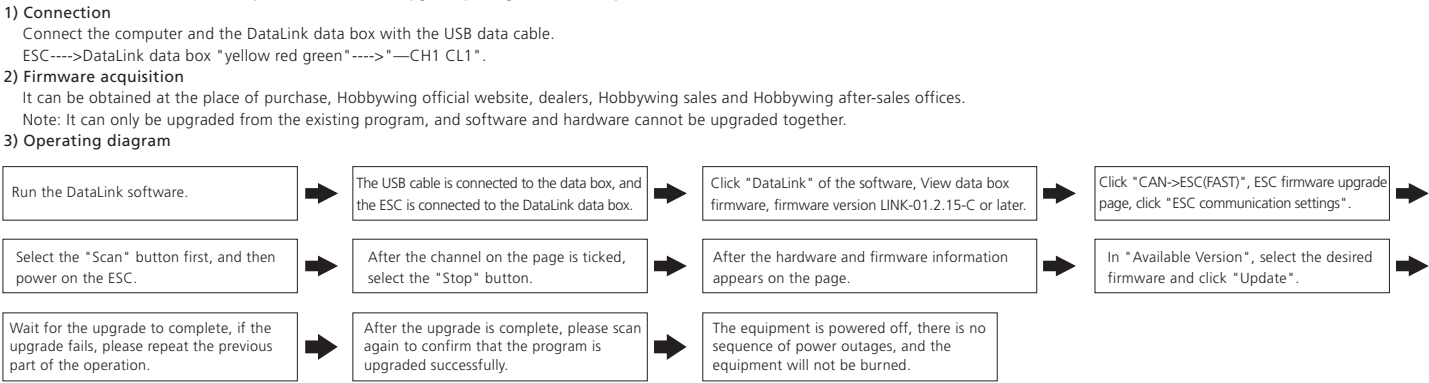 1) Connection
Connect the computer and the DataLink data box with the USB data cable.
ESC---->DataLink data box "yellow red green"---->"—CH1 CL1".
2) Firmware acquisition
It can be obtained at the place of purchase, Hobbywing official website, dealers, Hobbywing sales and Hobbywing after-sales offices.
Note: It can only be upgraded from the existing program, and software and hardware cannot be upgraded together.
3) Operating diagram
Run the DataLink software.
The USB cable is connected to the data box, and
the ESC is connected to the DataLink data box.
Click "DataLink" of the software, View data box
firmware, firmware version LINK-01.2.15-C or later.
Click "CAN->ESC(FAST)", ESC firmware upgrade
page, click "ESC communication settings".
Select the "Scan" button first, and then
power on the ESC.
After the channel on the page is ticked,
select the "Stop" button.
After the hardware and firmware information
appears on the page.
In "Available Version", select the desired
firmware and click "Update".
Wait for the upgrade to complete, if the
upgrade fails, please repeat the previous
part of the operation.
After the upgrade is complete, please scan
again to confirm that the program is
upgraded successfully.
The equipment is powered off, there is no
sequence of power outages, and the
equipment will not be burned.